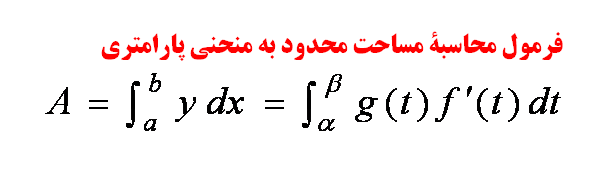 فرمول محاسبهٔ مساحت محدود به منحنی پارامتری
A = ∫_a^b y dx = ∫_α^β g(t) f'(t) dt